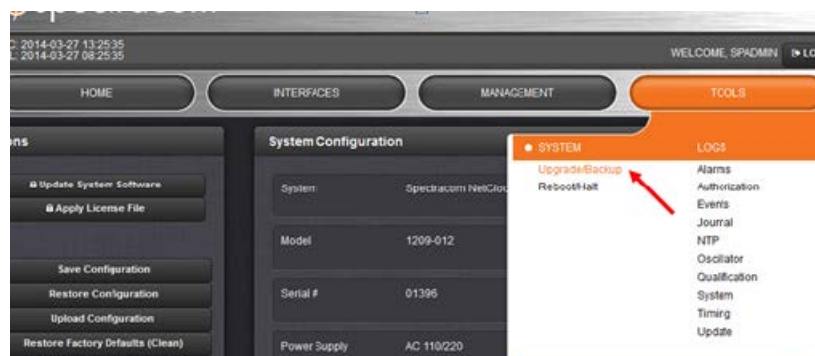 2014-03-27 13:25:35
2014-03-27 08:25:35
WELCOME, SPADMIN
HOME
INTERFACES
MANAGEMENT
TOOLS
System Configuration
SYSTEM
LOGS
Upgrade/Backup
Reboot/Halt
Alarms
Authorization
Events
Journal
NTP
Oscillator
Qualification
System
Timing
Update
Update System Software
Apply License File
Save Configuration
Restore Configuration
Upload Configuration
Restore Factory Defaults (Clean)
System
Spectracom NetCloc
Model
1209-012
Serial #
01396
Power Supply
AC 110/220